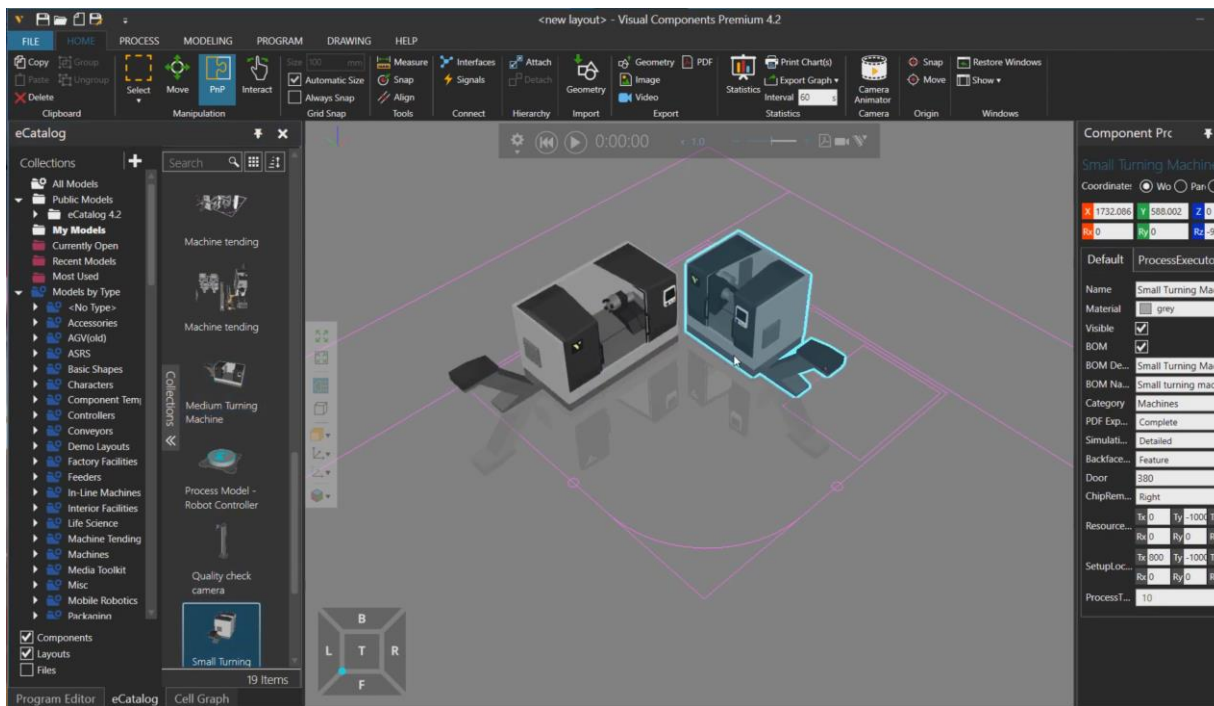 <new layout> - Visual Components Premium 4.2
FILE HOME PROCESS MODELING PROGRAM DRAWING HELP
Copy Group
Paste Ungroup
Delete
Clipboard
Select Move PnP Interact
Manipulation
Size 100 mm
Automatic Size
Always Snap
Grid Snap
Measure
Snap
Align
Tools
Interfaces
Signals
Connect
Attach
Detach
Hierarchy
Geometry
Import
Geometry PDF
Image
Video
Export
Statistics
Print Chart(s)
Export Graph
Interval 60 s
Statistics
Camera
Animator
Camera
Snap
Move
Origin
Restore Windows
Show
Windows
eCatalog
Collections
All Models
Public Models
eCatalog 4.2
My Models
Currently Open
Recent Models
Most Used
Models by Type
<No Type>
Accessories
AGV(old)
ASRS
Basic Shapes
Characters
Component Temp
Controllers
Conveyors
Demo Layouts
Factory Facilities
Feeders
In-Line Machines
Interior Facilities
Life Science
Machine Tending
Machines
Media Toolkit
Misc
Mobile Robotics
Packaging
Components
Layouts
Files
Collections
Search
Machine tending
Machine tending
Medium Turning
Machine
Process Model -
Robot Controller
Quality check
camera
Small Turning
19 Items
Program Editor eCatalog Cell Graph
0:00:00 1.0
B
L T R
F
Component Prc
Small Turning Machine
Coordinates Wo Par
X 1732.086 Y 588.002 Z 0
Rx 0 Ry 0 Rz -9
Default ProcessExecuto
Name Small Turning Mac
Material grey
Visible
BOM
BOM De... Small Turning Mac
BOM Na... Small turning mac
Category Machines
PDF Exp... Complete
Simulati... Detailed
Backface... Feature
Door 380
ChipRem... Right
Resource... Tx 0 Ty -1000
Rx 0 Ry 0
SetupLoc... Tx 800 Ty -1000
Rx 0 Ry 0
ProcessT... 10